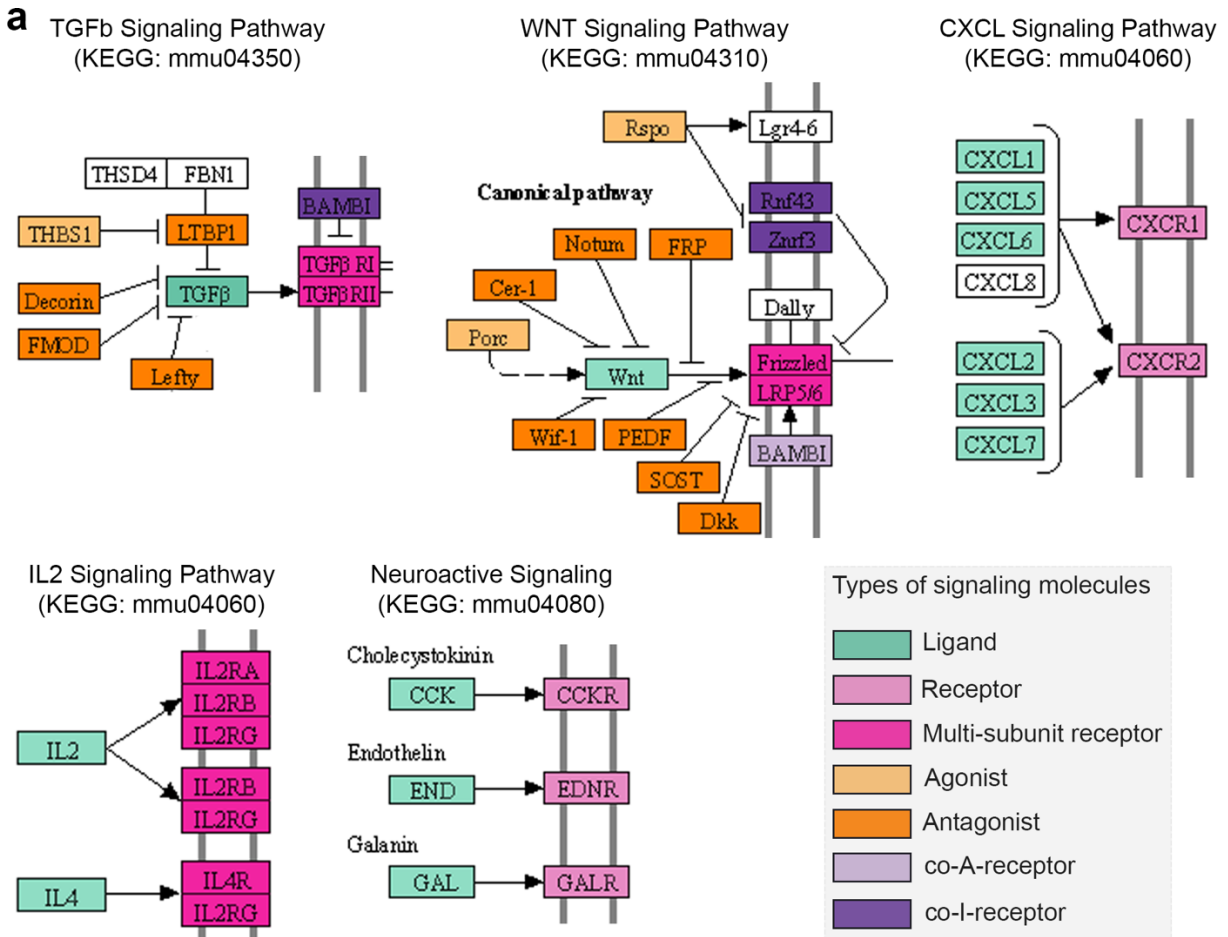 a
TGFb Signaling Pathway
(KEGG: mmu04350)
THSD4 FBN1
THBS1
LTBP1
BAMBI
TGFβ RI
TGFβ RII
TGFβ
Decorin
FMOD
Lefty
WNT Signaling Pathway
(KEGG: mmu04310)
Rspo
Lgr4-6
Canonical pathway
Rnf43
Znrf3
Notum
FRP
Cer-1
Dally
Porc
Wnt
Frizzled
LRP5/6
Wif-1
PEDF
BAMBI
SOST
Dkk
CXCL Signaling Pathway
(KEGG: mmu04060)
CXCL1
CXCL5
CXCL6
CXCL8
CXCR1
CXCL2
CXCL3
CXCL7
CXCR2
IL2 Signaling Pathway
(KEGG: mmu04060)
IL2
IL2RA
IL2RB
IL2RG
IL2RB
IL2RG
IL4
IL4R
IL2RG
Neuroactive Signaling
(KEGG: mmu04080)
Cholecystokinin
CCK
CCKR
Endothelin
END
EDNR
Galanin
GAL
GALR
Types of signaling molecules
Ligand
Receptor
Multi-subunit receptor
Agonist
Antagonist
co-A-receptor
co-I-receptor